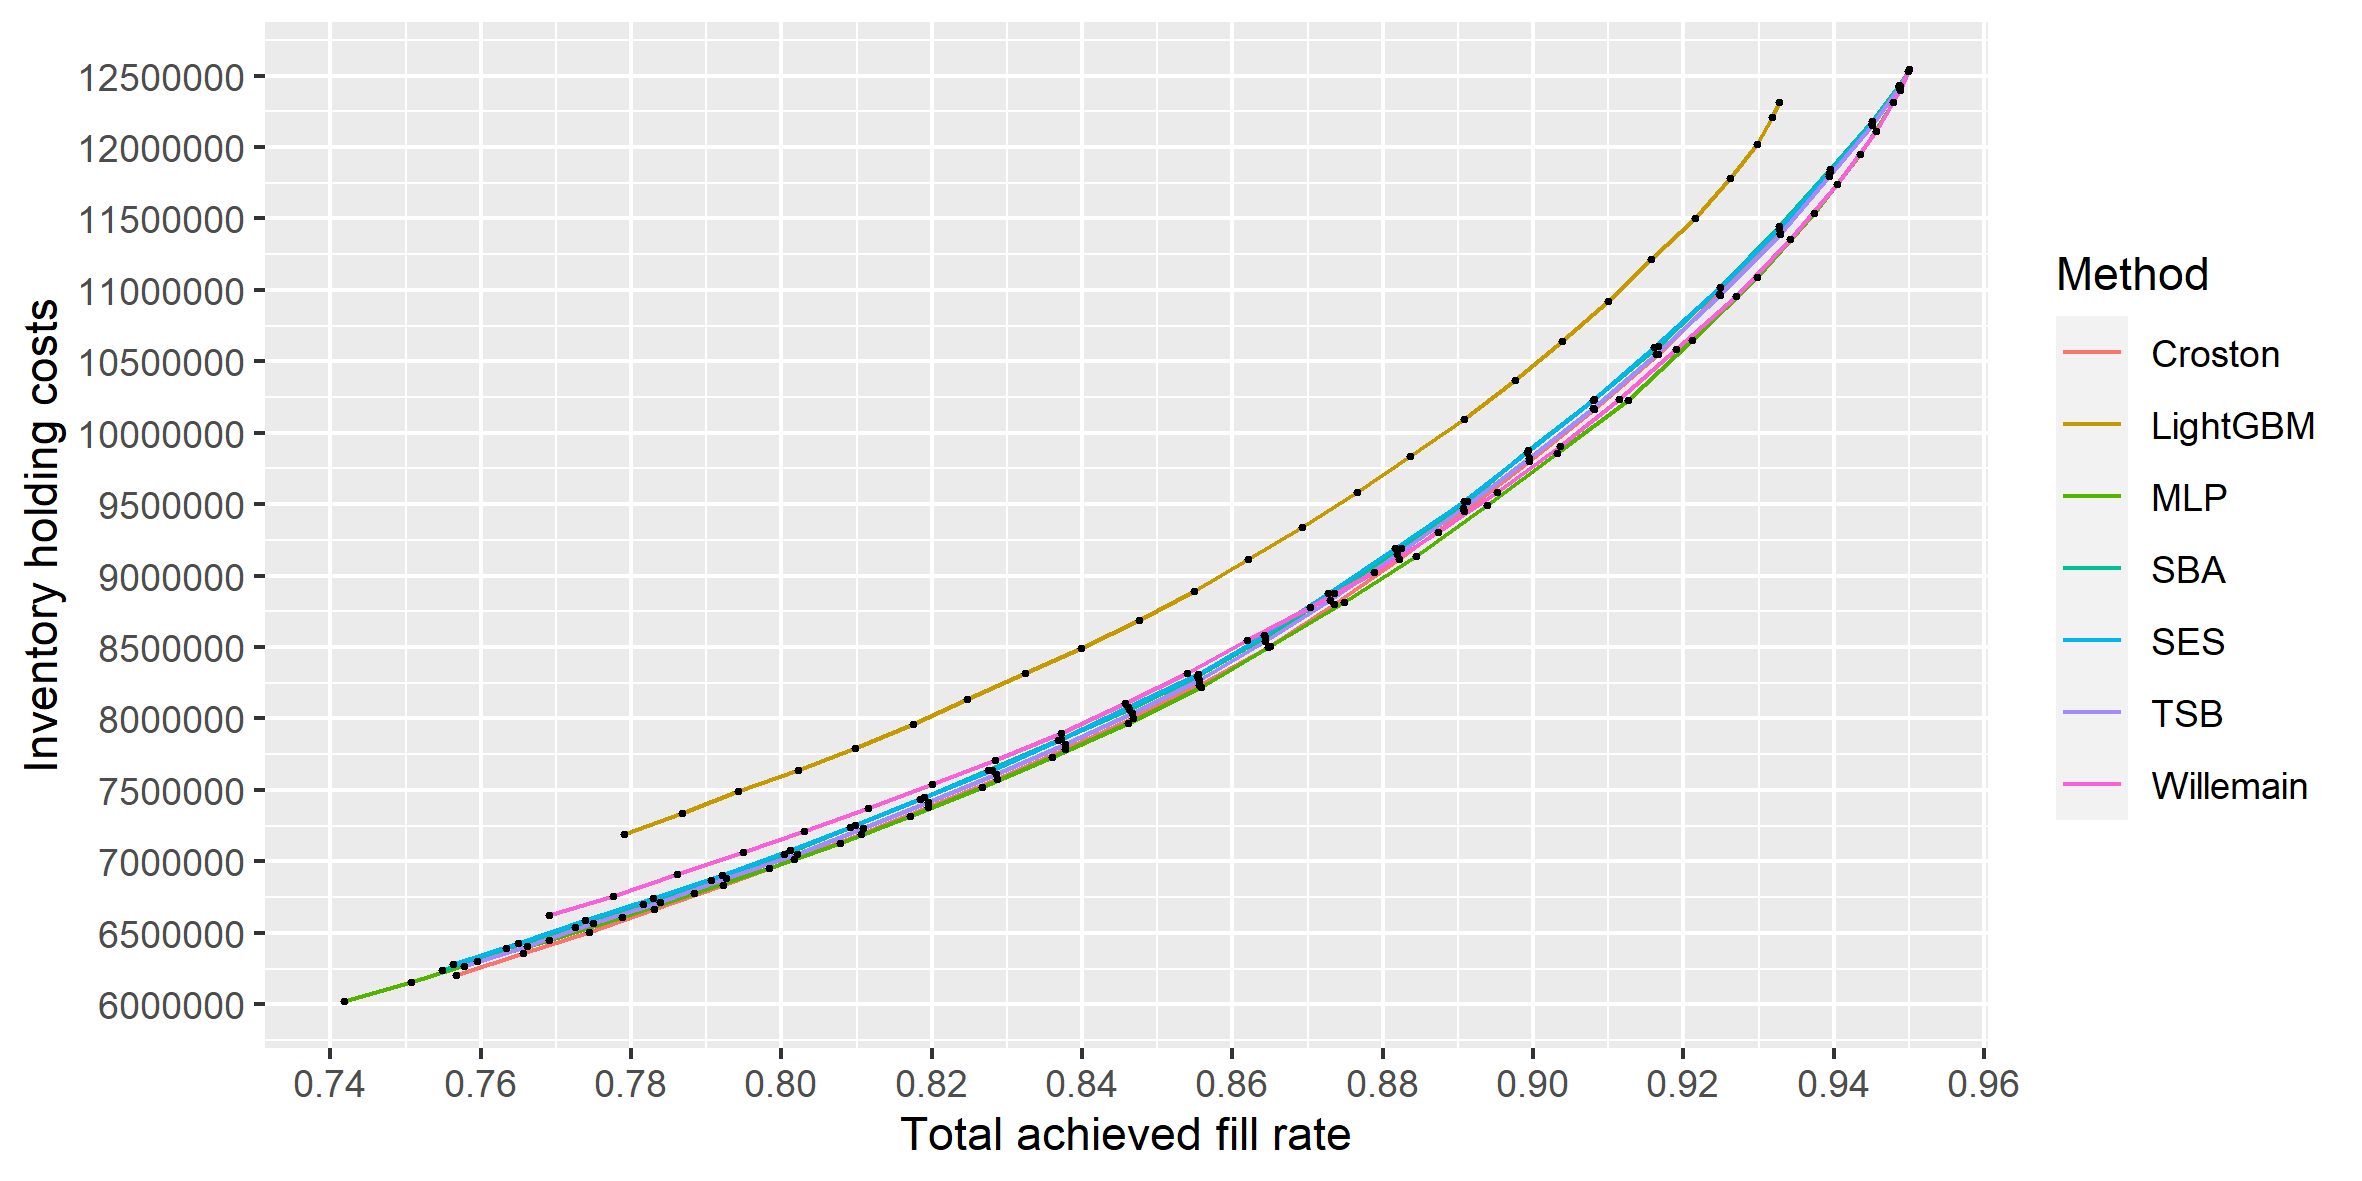 Inventory holding costs
12500000
12000000
11500000
11000000
10500000
10000000
9500000
9000000
8500000
8000000
7500000
7000000
6500000
6000000
0.74 0.76 0.78 0.80 0.82 0.84 0.86 0.88 0.90 0.92 0.94 0.96
Total achieved fill rate
Method
Croston
LightGBM
MLP
SBA
SES
TSB
Willemain